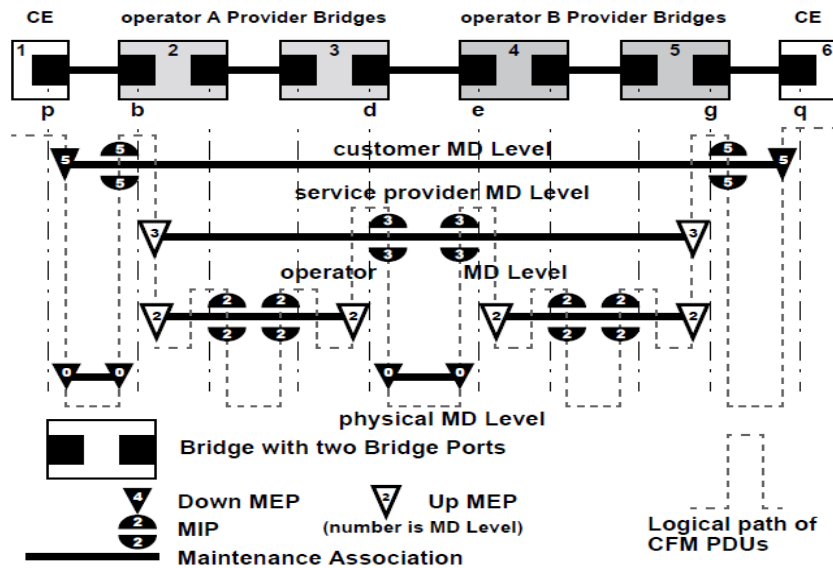 CE operator A Provider Bridges operator B Provider Bridges CE
1 2 3 4 5 6
p b d e g q
5 5 customer MD Level 5 5
5 5
service provider MD Level
3 3 3 3
3 3
operator MD Level
2 2 2 2 2 2 2 2
2 2 2 2
0 0 0 0
physical MD Level
Bridge with two Bridge Ports
4 Down MEP 2 Up MEP
2 MIP (number is MD Level)
2
Maintenance Association
Logical path of
CFM PDUs